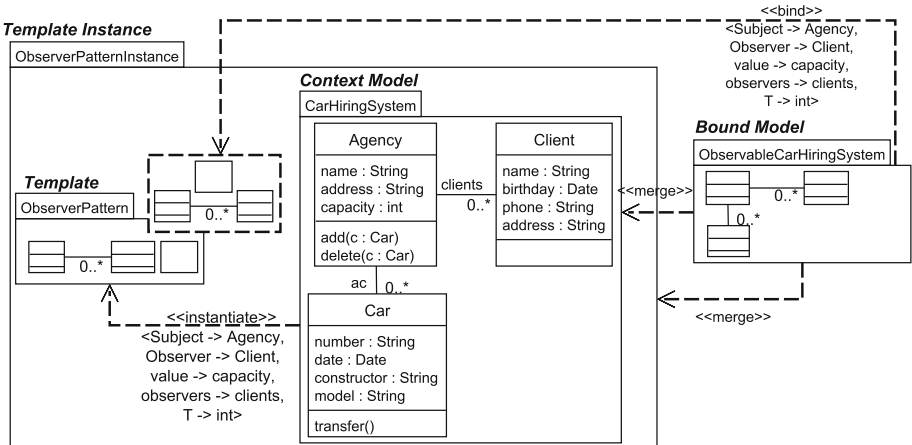 Template Instance
ObserverPatternInstance
<<bind>>
<Subject -> Agency,
Observer -> Client,
value -> capacity,
observers -> clients,
T -> int>
Context Model
CarHiringSystem
Agency
name : String
address : String
capacity : int
add(c : Car)
delete(c : Car)
clients
0..*
Client
name : String
birthday : Date
phone : String
address : String
<<merge>>
Bound Model
ObservableCarHiringSystem
0..*
0..*
<<merge>>
Template
ObserverPattern
0..*
0..*
ac
0..*
Car
number : String
date : Date
constructor : String
model : String
transfer()
<<instantiate>>
<Subject -> Agency,
Observer -> Client,
value -> capacity,
observers -> clients,
T -> int>